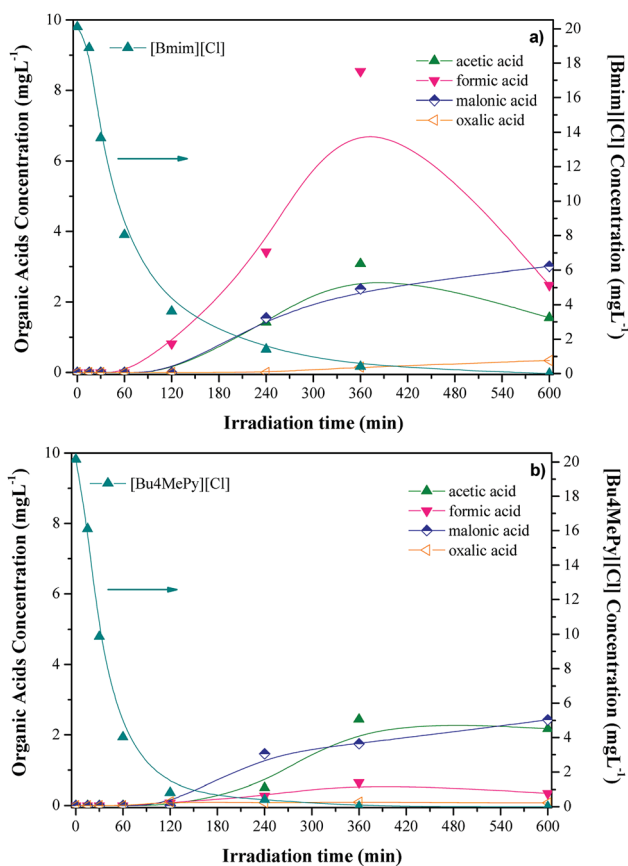 a)
[Bmim][Cl]
acetic acid
formic acid
malonic acid
oxalic acid
Organic Acids Concentration (mgL-1)
10
8
6
4
2
0
[Bmim][Cl] Concentration (mgL-1)
20
18
16
14
12
10
8
6
4
2
0
0 60 120 180 240 300 360 420 480 540 600
Irradiation time (min)
b)
[Bu4MePy][Cl]
acetic acid
formic acid
malonic acid
oxalic acid
Organic Acids Concentration (mgL-1)
10
8
6
4
2
0
[Bu4MePy][Cl] Concentration (mgL-1)
20
18
16
14
12
10
8
6
4
2
0
0 60 120 180 240 300 360 420 480 540 600
Irradiation time (min)